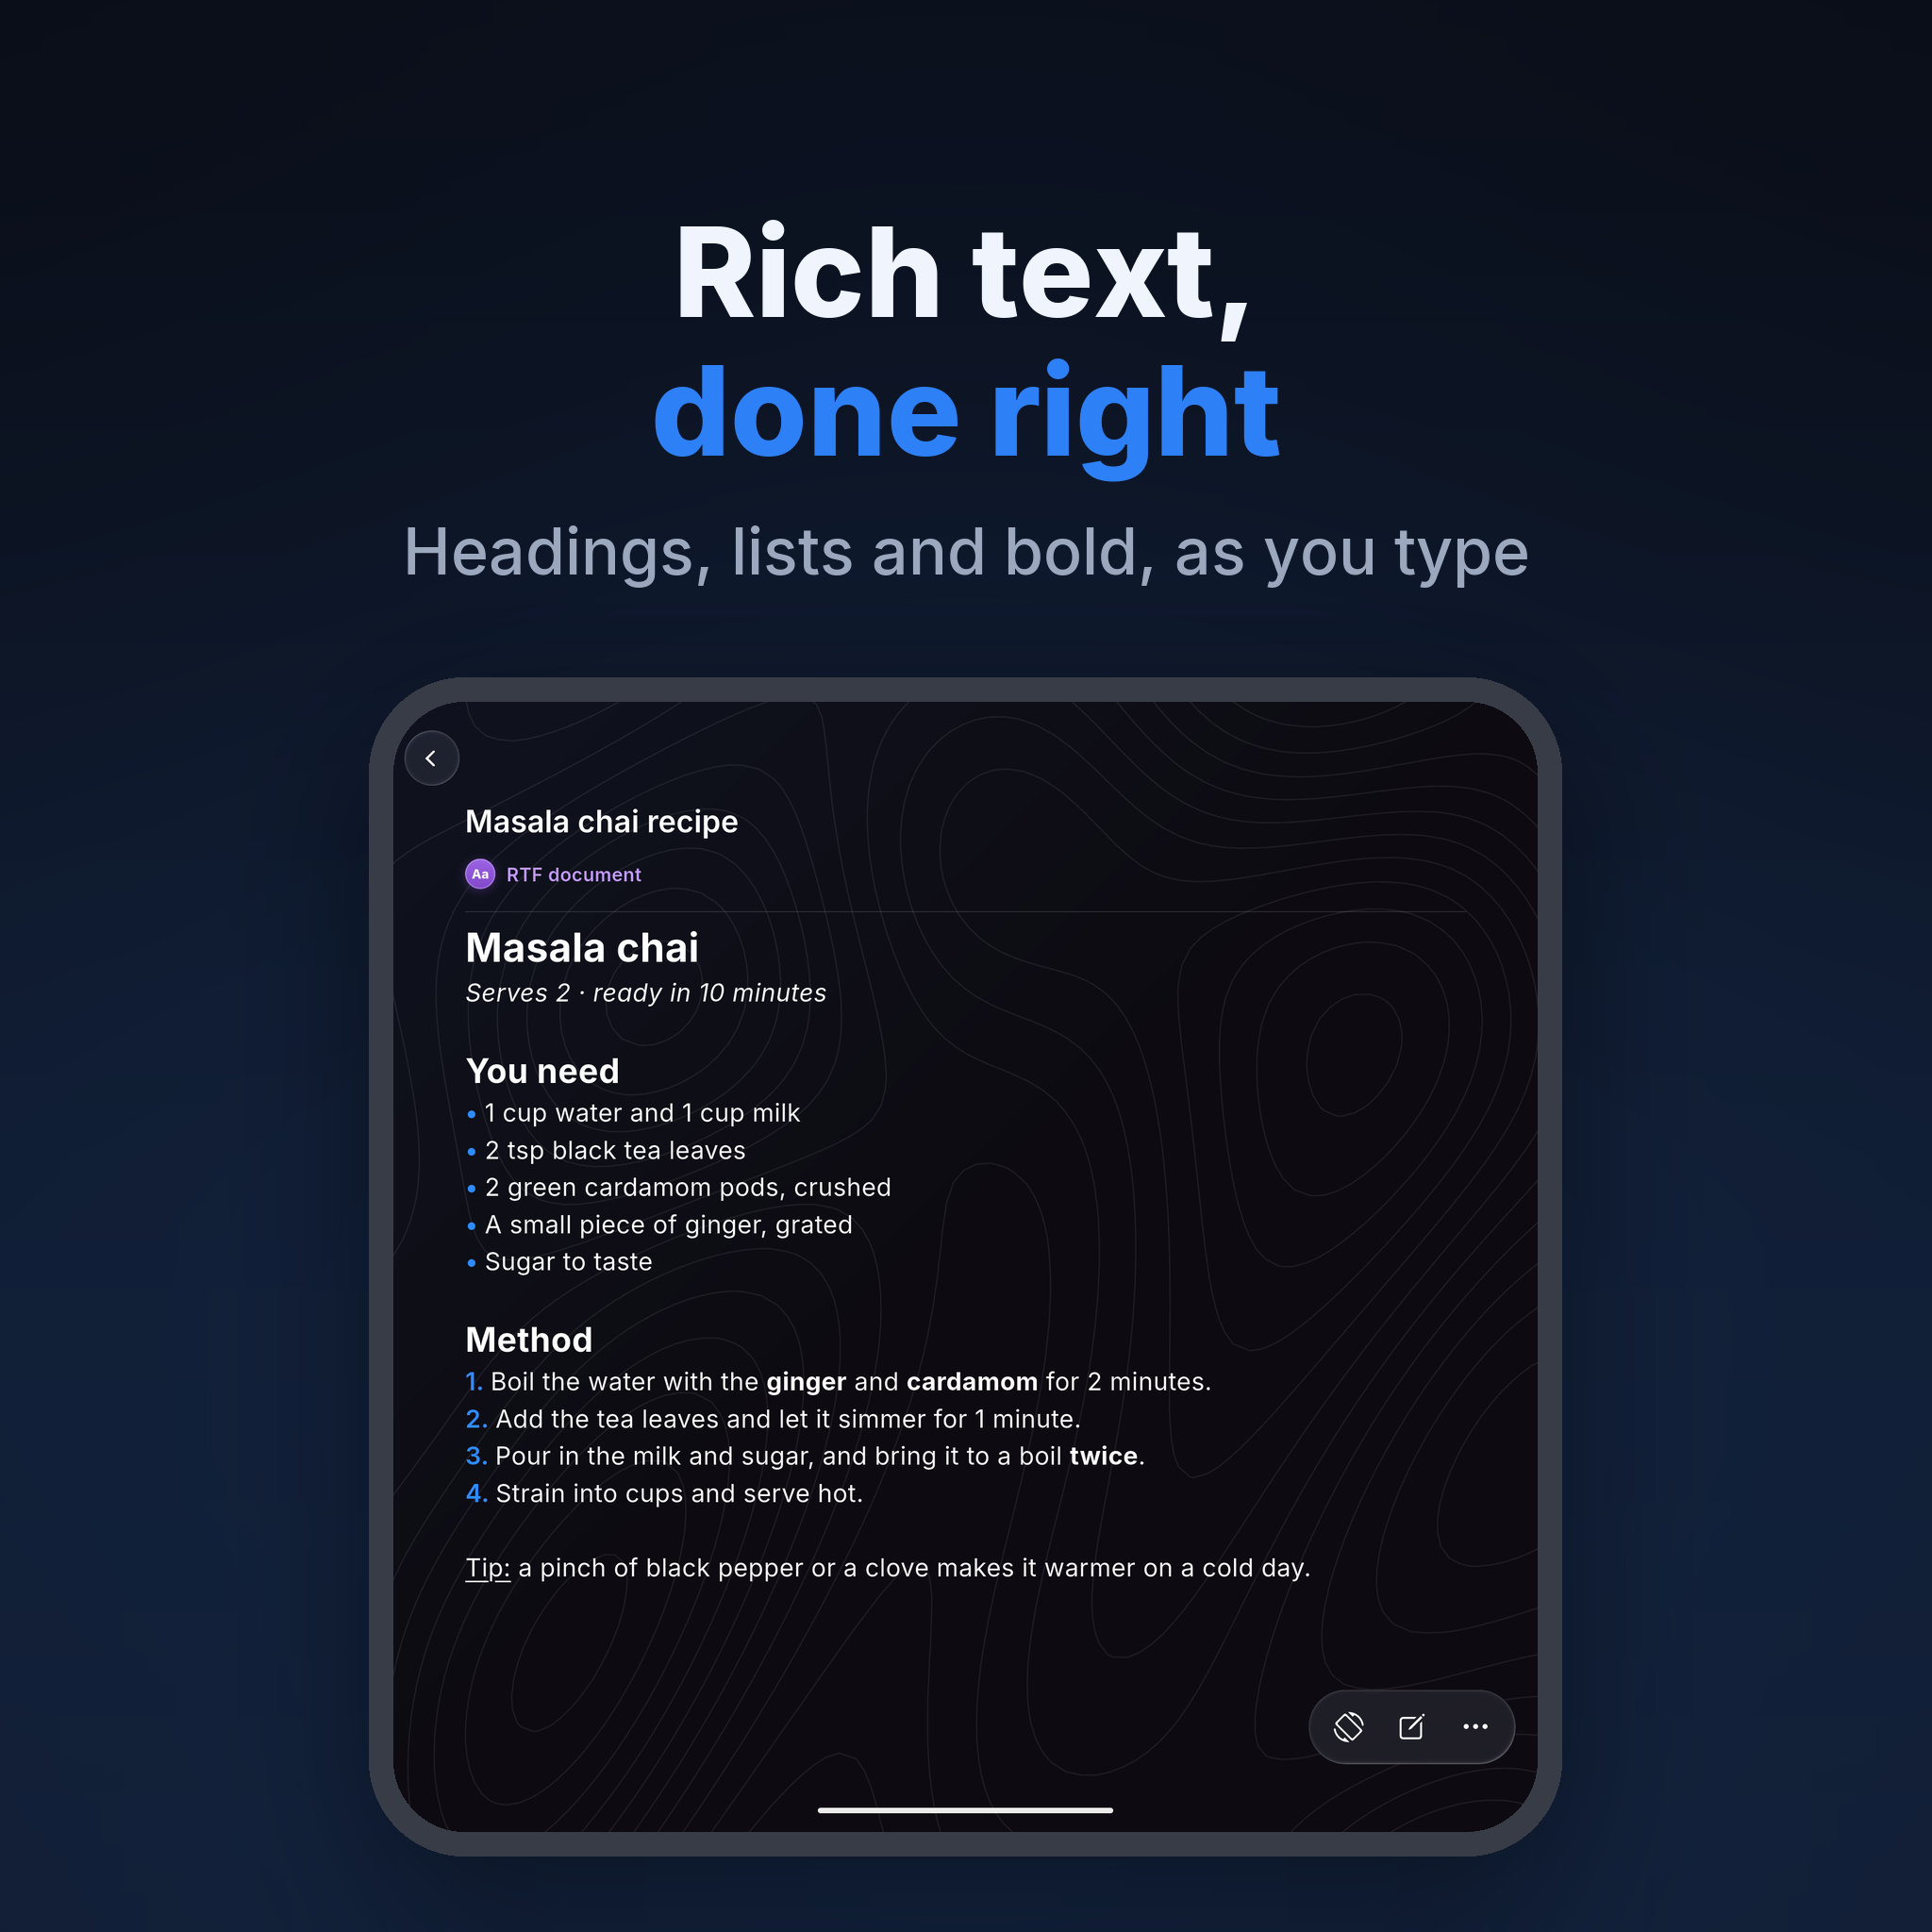 Rich text,
done right
Headings, lists and bold, as you type
Masala chai recipe
Aa RTF document
Masala chai
Serves 2 · ready in 10 minutes
You need
• 1 cup water and 1 cup milk
• 2 tsp black tea leaves
• 2 green cardamom pods, crushed
• A small piece of ginger, grated
• Sugar to taste
Method
1. Boil the water with the ginger and cardamom for 2 minutes.
2. Add the tea leaves and let it simmer for 1 minute.
3. Pour in the milk and sugar, and bring it to a boil twice.
4. Strain into cups and serve hot.
Tip: a pinch of black pepper or a clove makes it warmer on a cold day.